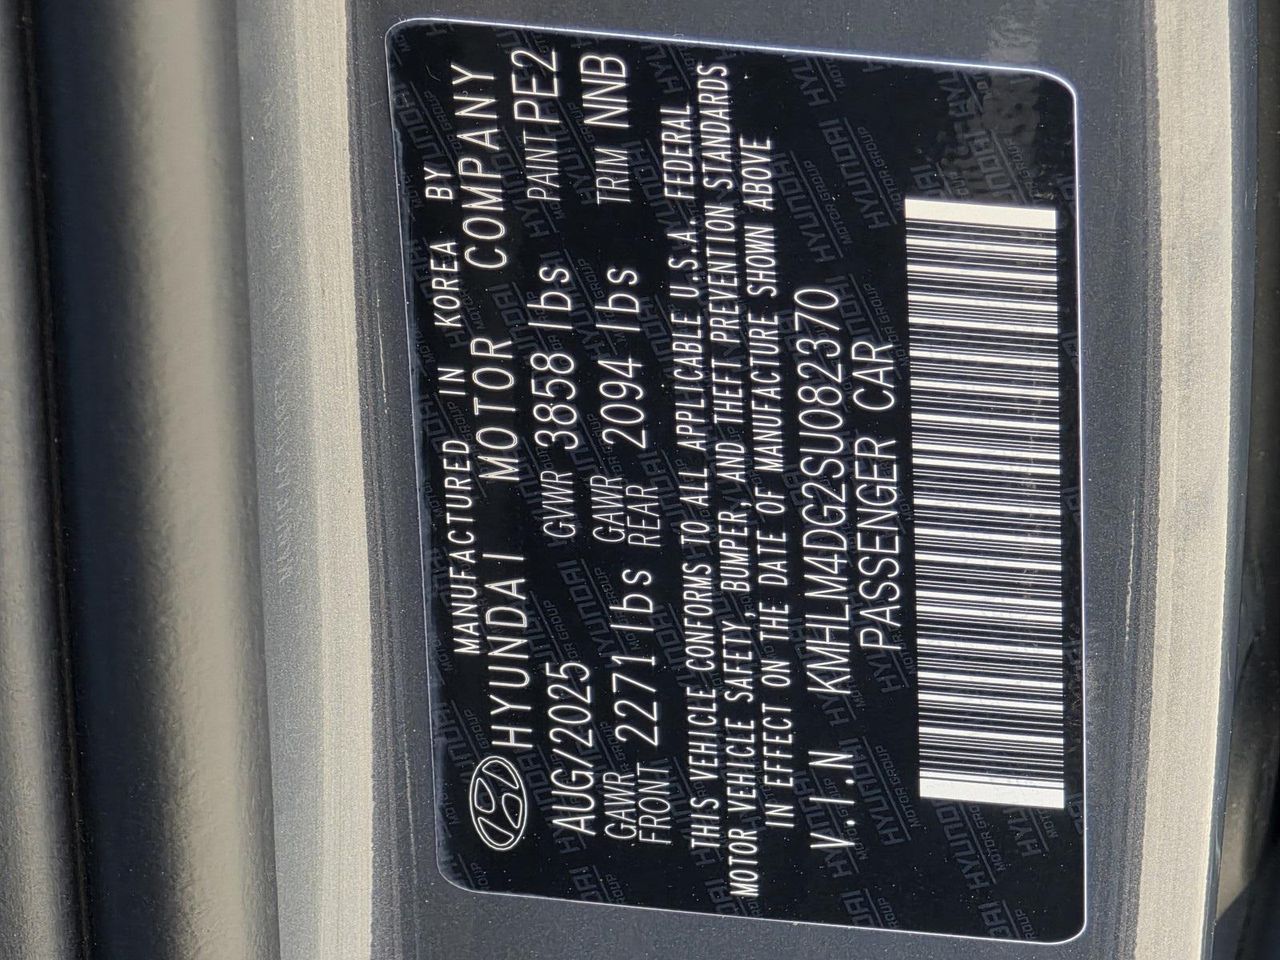 MANUFACTURED IN KOREA BY
HYUNDAI MOTOR COMPANY
AUG/2025 GVWR 3858 lbs PAINT PE2
GAWR FRONT 2271 lbs GAWR REAR 2094 lbs TRIM NNB
THIS VEHICLE CONFORMS TO ALL APPLICABLE U.S.A. FEDERAL
MOTOR VEHICLE SAFETY, BUMPER, AND THEFT PREVENTION STANDARDS
IN EFFECT ON THE DATE OF MANUFACTURE SHOWN ABOVE
V.I.N KMHLM4DG2SU082370
PASSENGER CAR